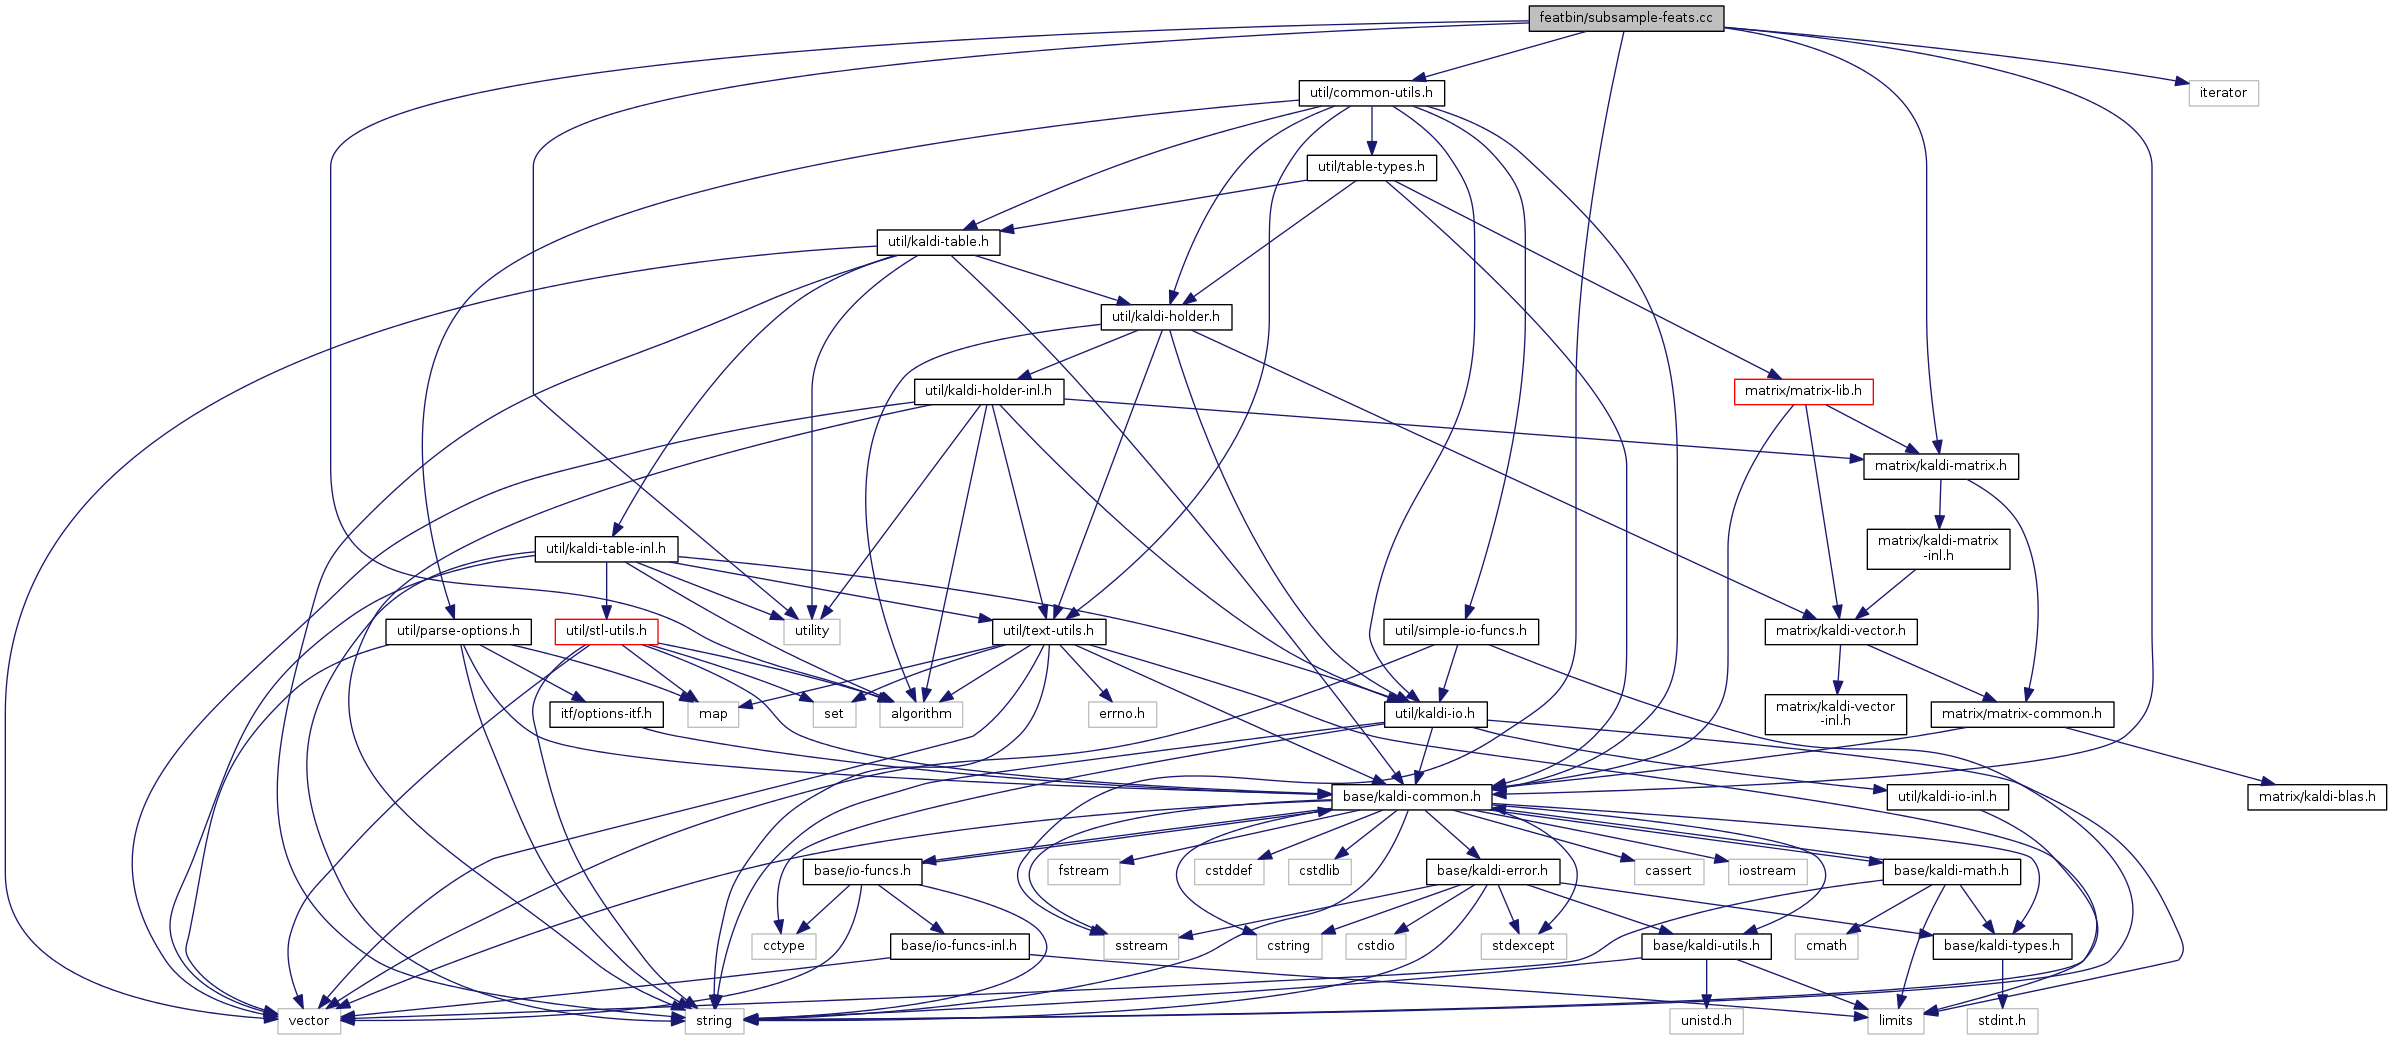 featbin/subsample-feats.cc
util/common-utils.h
iterator
util/table-types.h
util/kaldi-table.h
util/kaldi-holder.h
util/kaldi-holder-inl.h
matrix/matrix-lib.h
matrix/kaldi-matrix.h
util/kaldi-table-inl.h
matrix/kaldi-matrix
-inl.h
util/parse-options.h
util/stl-utils.h
utility
util/text-utils.h
util/simple-io-funcs.h
matrix/kaldi-vector.h
itf/options-itf.h
map
set
algorithm
errno.h
util/kaldi-io.h
matrix/kaldi-vector
-inl.h
matrix/matrix-common.h
base/kaldi-common.h
util/kaldi-io-inl.h
matrix/kaldi-blas.h
base/io-funcs.h
fstream
cstddef
cstdlib
base/kaldi-error.h
cassert
iostream
base/kaldi-math.h
cctype
base/io-funcs-inl.h
sstream
cstring
cstdio
stdexcept
base/kaldi-utils.h
cmath
base/kaldi-types.h
vector
string
unistd.h
limits
stdint.h